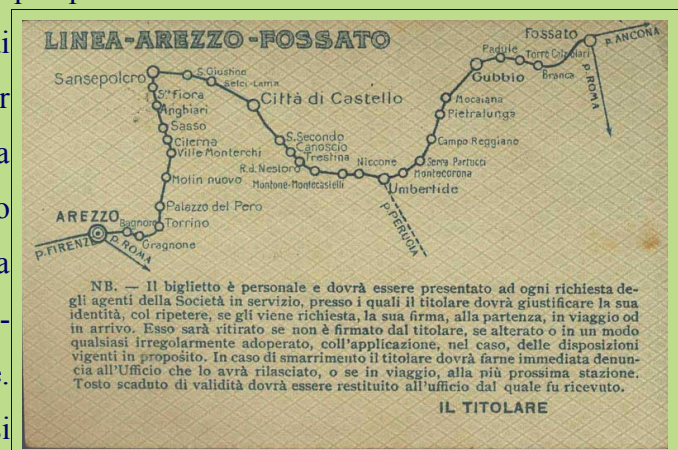 LINEA-AREZZO-FOSSATO
Fossato
P. ANCONA
P. ROMA
Padule
Torre Calzolari
Gubbio
Branca
Sansepolcro
S. Giustino
Selci-Lama
Città di Castello
S.ta Fiora
Anghiari
Mocaiana
Pietralunga
Sasso
Citerna
Ville Monterchi
S. Secondo
Canoscio
Trestina
Campo Reggiano
R.d. Nestoro
Niccone
Serra Partucci
Montecorona
Molin nuovo
Montone-Montecastelli
Umbertide
Palazzo del Pero
AREZZO
Bagnoro
Torrino
P. PERUGIA
P. FIRENZE
P. ROMA
Gragnone
NB. — Il biglietto è personale e dovrà essere presentato ad ogni richiesta de-
gli agenti della Società in servizio, presso i quali il titolare dovrà giustificare la sua
identità, col ripetere, se gli viene richiesta, la sua firma, alla partenza, in viaggio od
in arrivo. Esso sarà ritirato se non è firmato dal titolare, se alterato o in un modo
qualsiasi irregolarmente adoperato, coll'applicazione, nel caso, delle disposizioni
vigenti in proposito. In caso di smarrimento il titolare dovrà farne immediata denun-
cia all'Ufficio che lo avrà rilasciato, o se in viaggio, alla più prossima stazione.
Tosto scaduto di validità dovrà essere restituito all'ufficio dal quale fu ricevuto.
IL TITOLARE